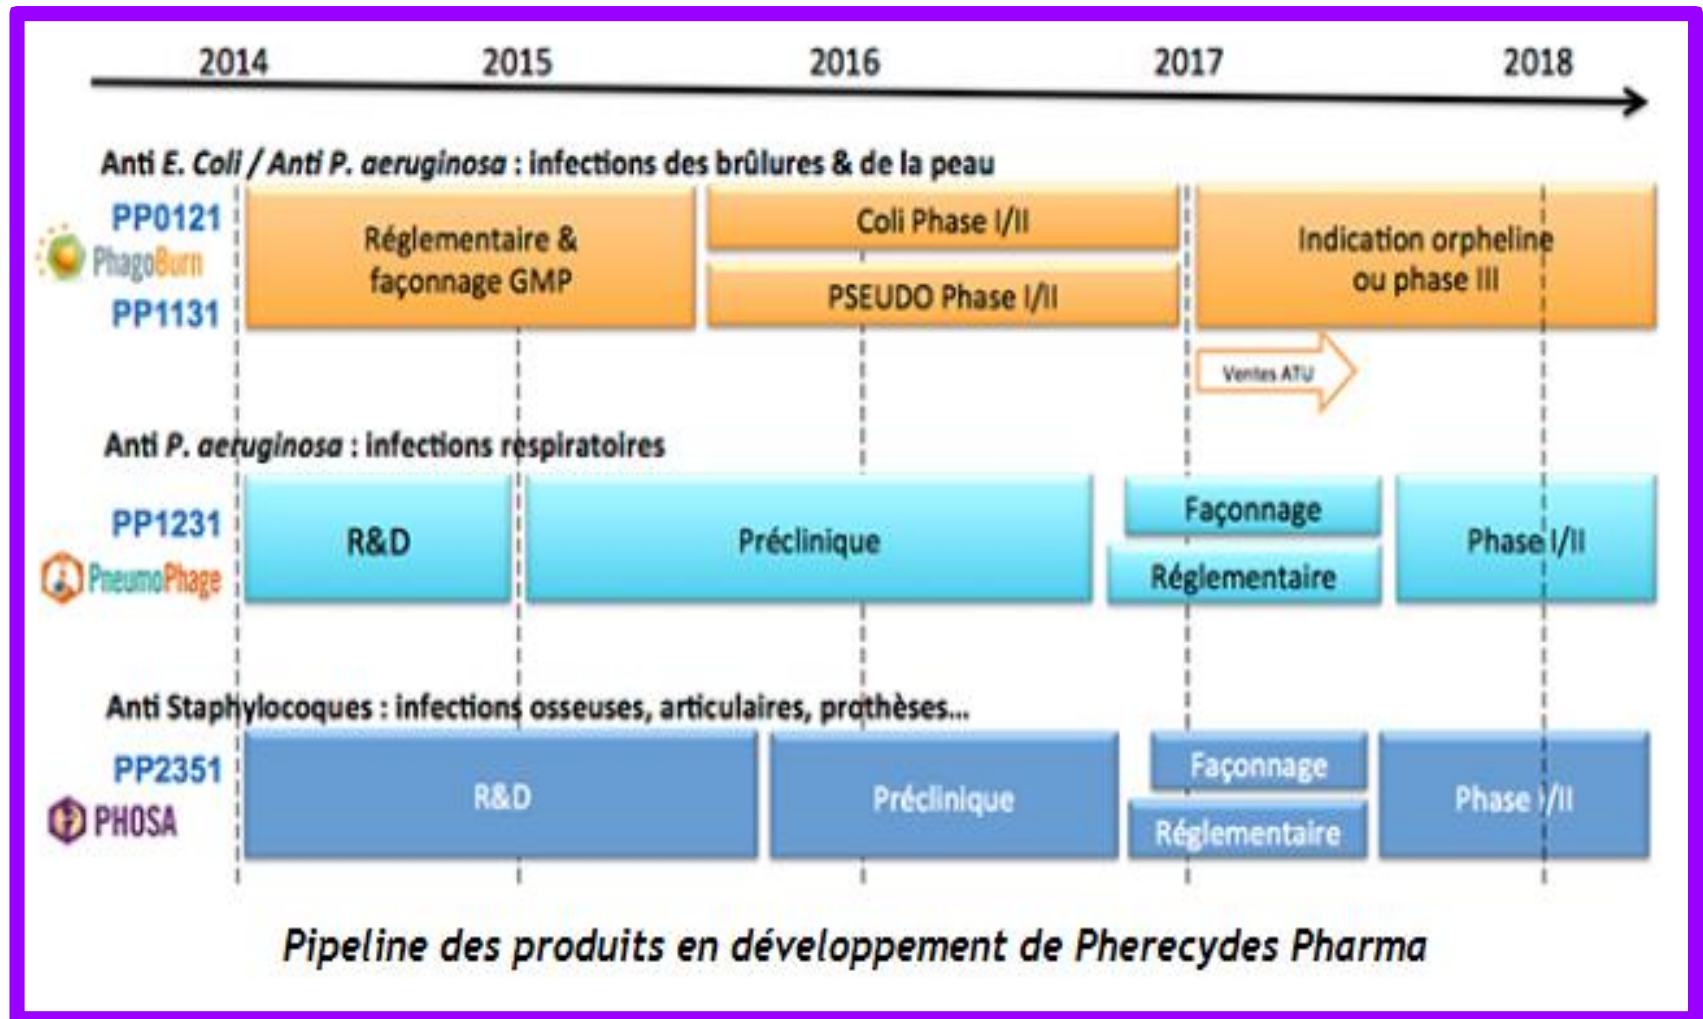 2014 2015 2016 2017 2018
Anti E. Coli / Anti P. aeruginosa : infections des brûlures & de la peau
PP0121
PhagoBurn
PP1131
Réglementaire &
façonnage GMP
Coli Phase I/II
PSEUDO Phase I/II
Indication orpheline
ou phase III
Ventes ATU
Anti P. aeruginosa : infections respiratoires
PP1231
PneumoPhage
R&D
Préclinique
Façonnage
Réglementaire
Phase I/II
Anti Staphylocoques : infections osseuses, articulaires, prothèses...
PP2351
PHOSA
R&D
Préclinique
Façonnage
Réglementaire
Phase I/II
Pipeline des produits en développement de Pherecydes Pharma